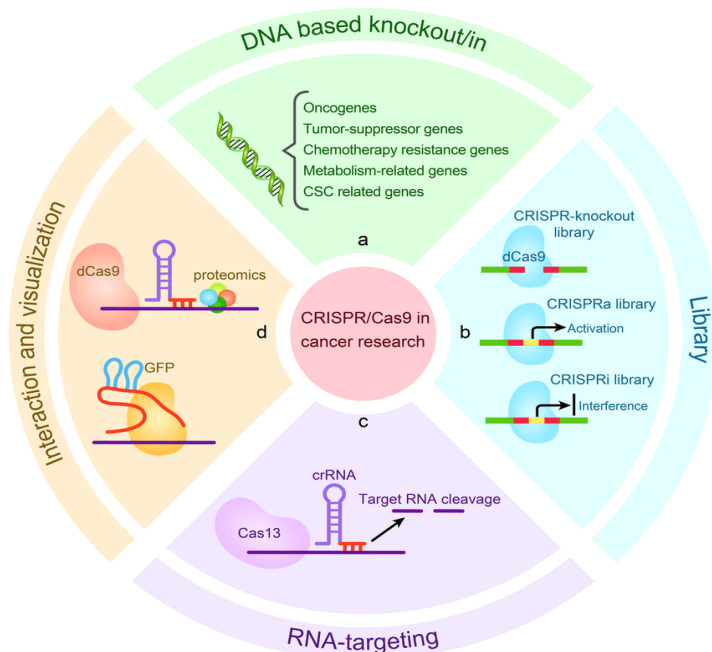 DNA based knockout/in
Oncogenes
Tumor-suppressor genes
Chemotherapy resistance genes
Metabolism-related genes
CSC related genes
a
Library
CRISPR-knockout
library
dCas9
CRISPRa library
Activation
CRISPRi library
Interference
b
CRISPR/Cas9 in
cancer research
c
crRNA
Target RNA cleavage
Cas13
RNA-targeting
d
Interaction and visualization
dCas9
proteomics
GFP